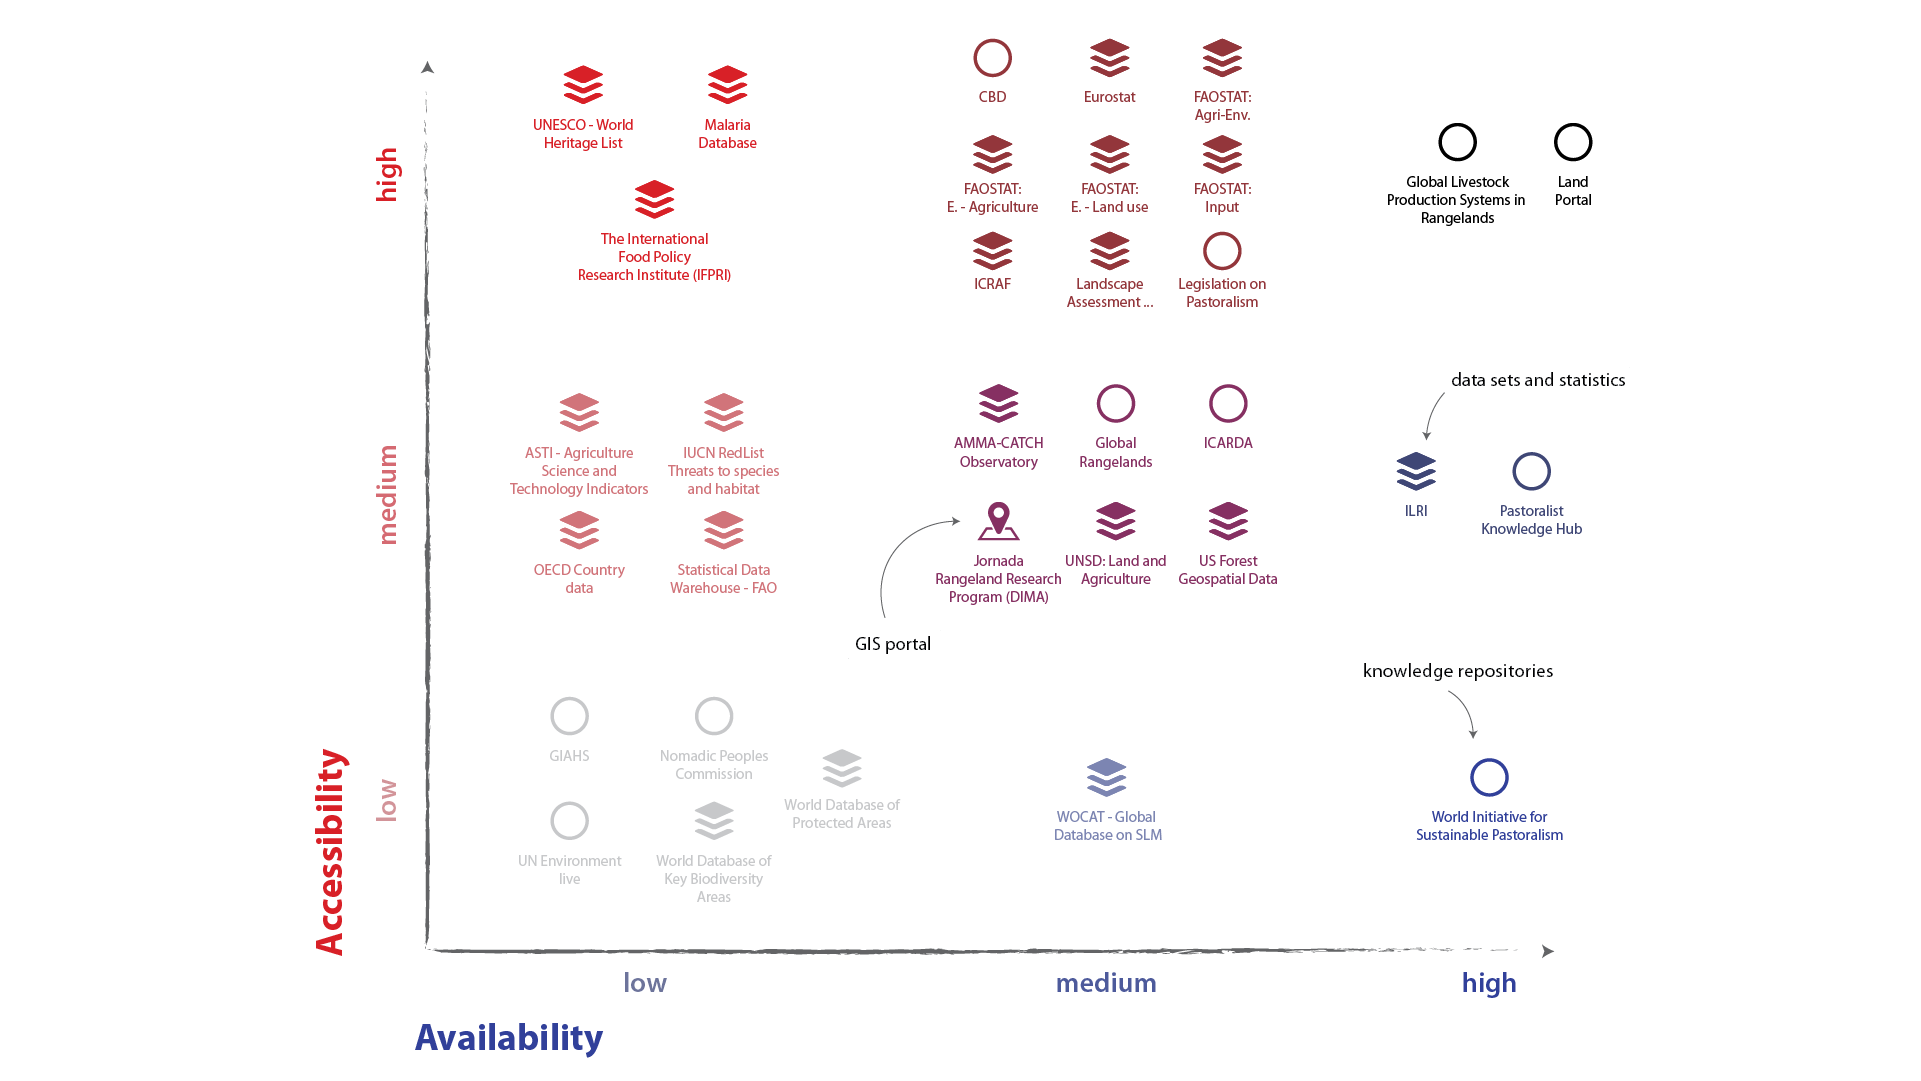 CBD
Eurostat
FAOSTAT:
Agri-Env.
UNESCO - World
Heritage List
Malaria
Database
high
FAOSTAT:
E. - Agriculture
FAOSTAT:
E. - Land use
FAOSTAT:
Input
Global Livestock
Production Systems in
Rangelands
Land
Portal
The International
Food Policy
Research Institute (IFPRI)
ICRAF
Landscape
Assessment ...
Legislation on
Pastoralism
data sets and statistics
medium
ASTI - Agriculture
Science and
Technology Indicators
IUCN RedList
Threats to species
and habitat
AMMA-CATCH
Observatory
Global
Rangelands
ICARDA
ILRI
Pastoralist
Knowledge Hub
OECD Country
data
Statistical Data
Warehouse - FAO
Jornada
Rangeland Research
Program (DIMA)
UNSD: Land and
Agriculture
US Forest
Geospatial Data
GIS portal
knowledge repositories
Accessibility
low
GIAHS
Nomadic Peoples
Commission
World Database of
Protected Areas
WOCAT - Global
Database on SLM
World Initiative for
Sustainable Pastoralism
UN Environment
live
World Database of
Key Biodiversity
Areas
low
medium
high
Availability